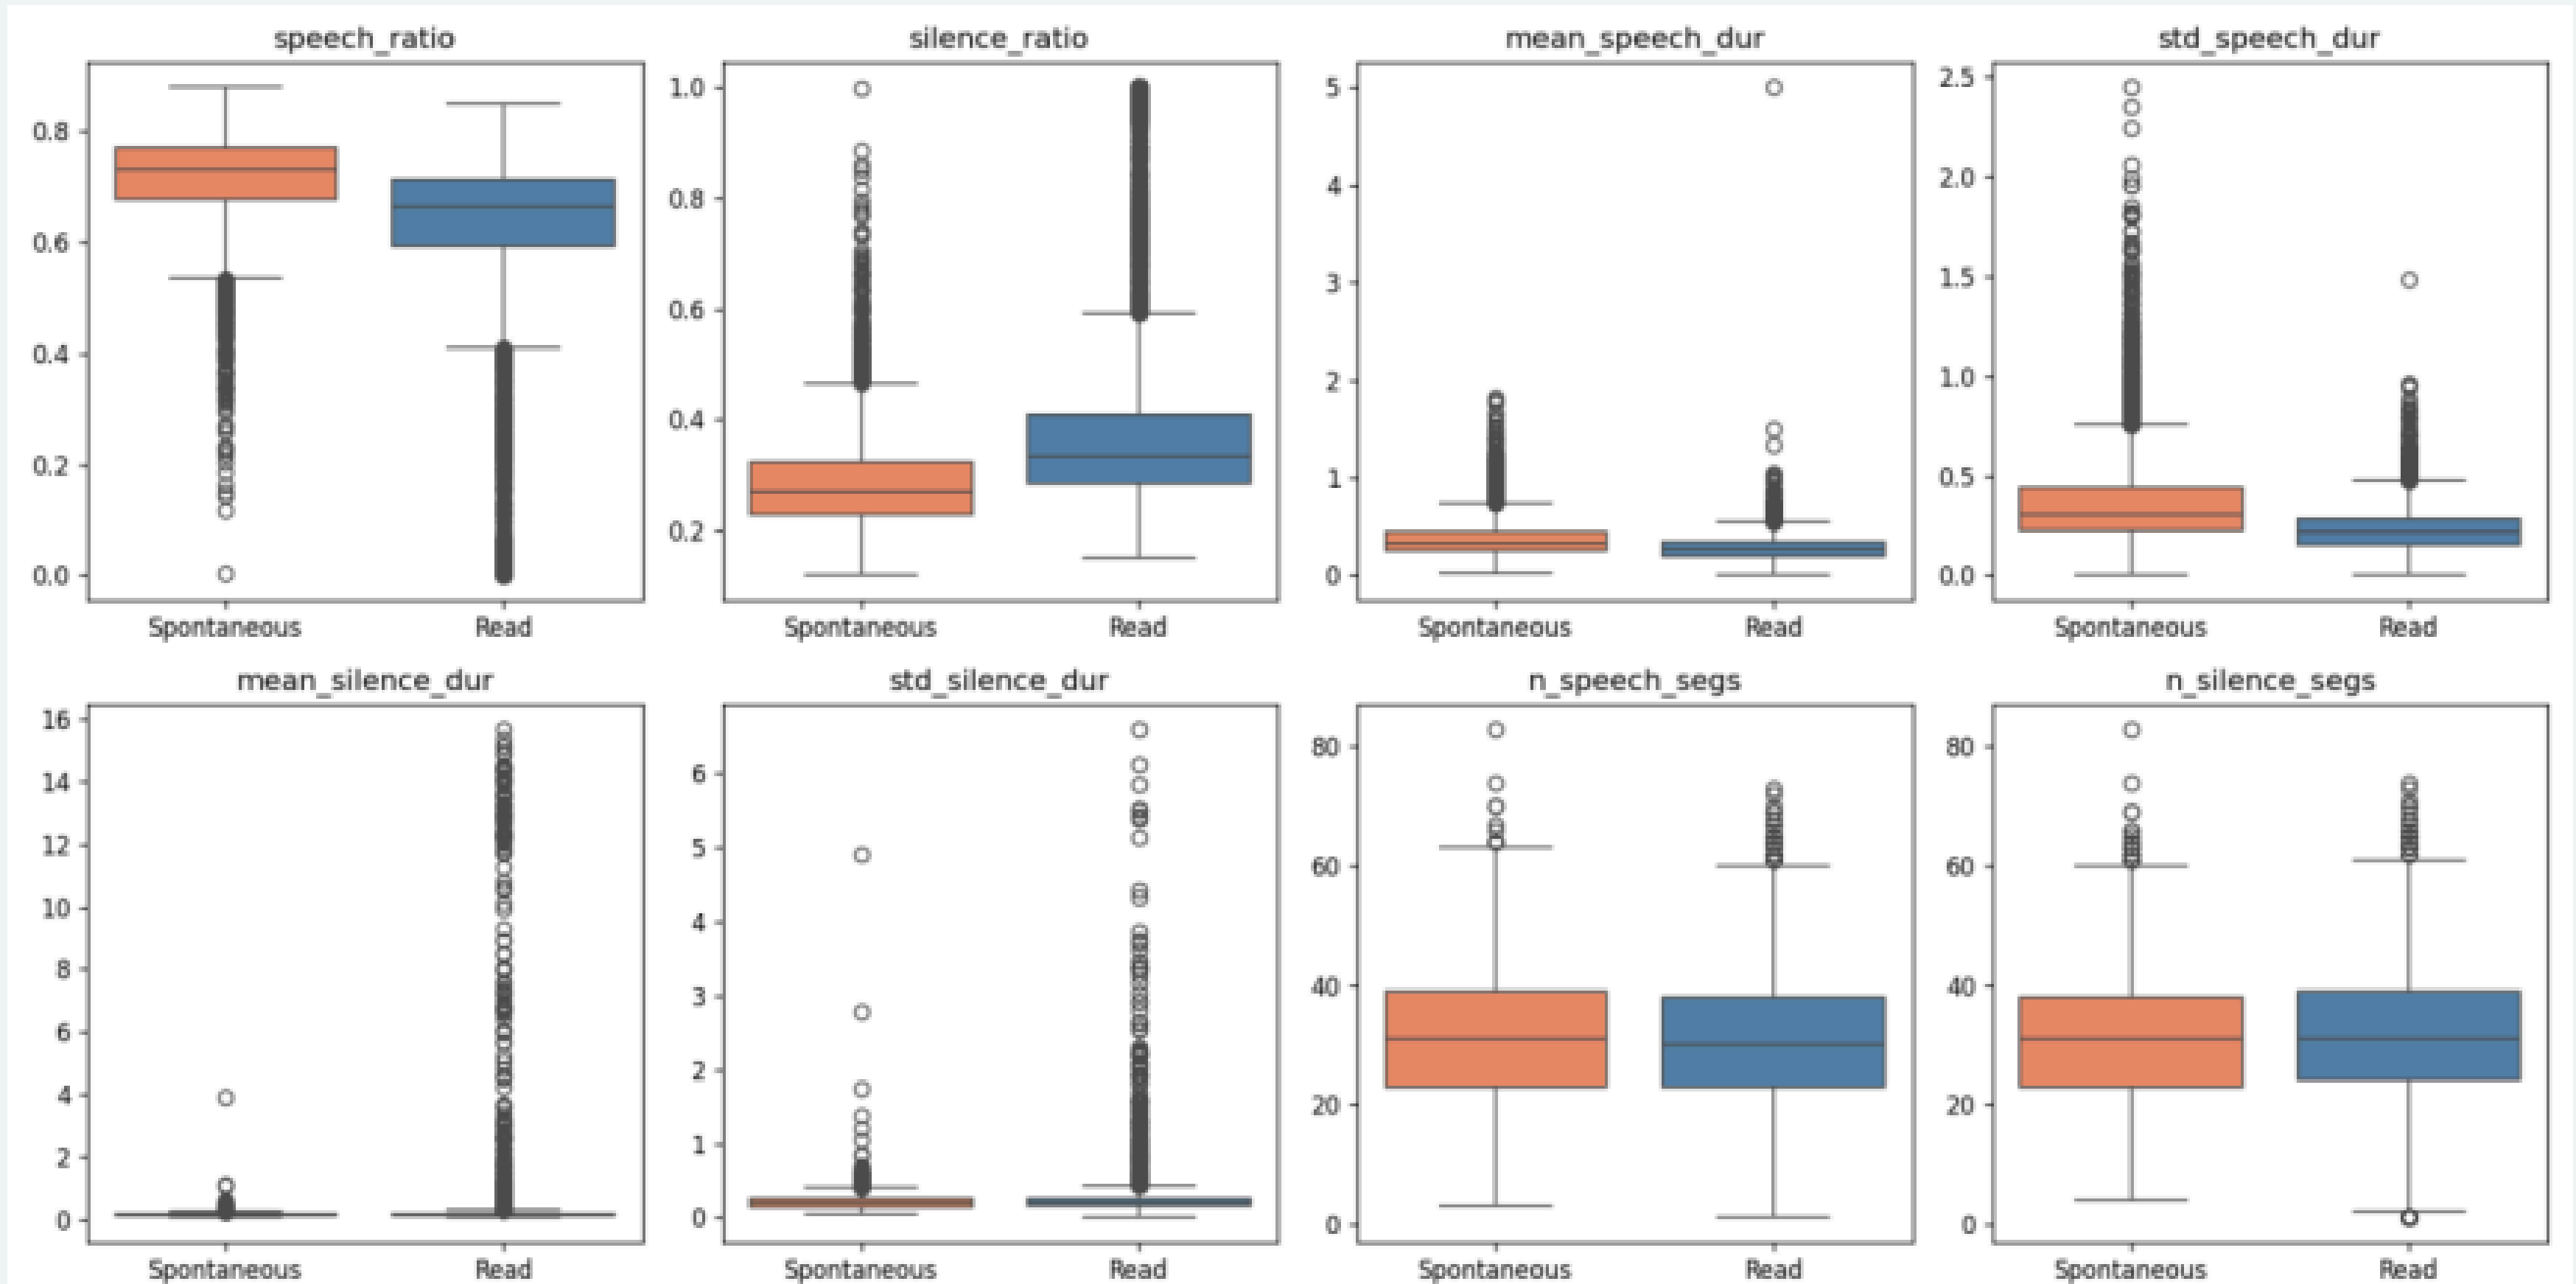 speech_ratio
silence_ratio
mean_speech_dur
std_speech_dur
0.8
0.6
0.4
0.2
0.0
Spontaneous
Read
1.0
0.8
0.6
0.4
0.2
Spontaneous
Read
5
4
3
2
1
0
Spontaneous
Read
2.5
2.0
1.5
1.0
0.5
0.0
Spontaneous
Read
mean_silence_dur
std_silence_dur
n_speech_segs
n_silence_segs
16
14
12
10
8
6
4
2
0
Spontaneous
Read
6
5
4
3
2
1
0
Spontaneous
Read
80
60
40
20
0
Spontaneous
Read
80
60
40
20
0
Spontaneous
Read